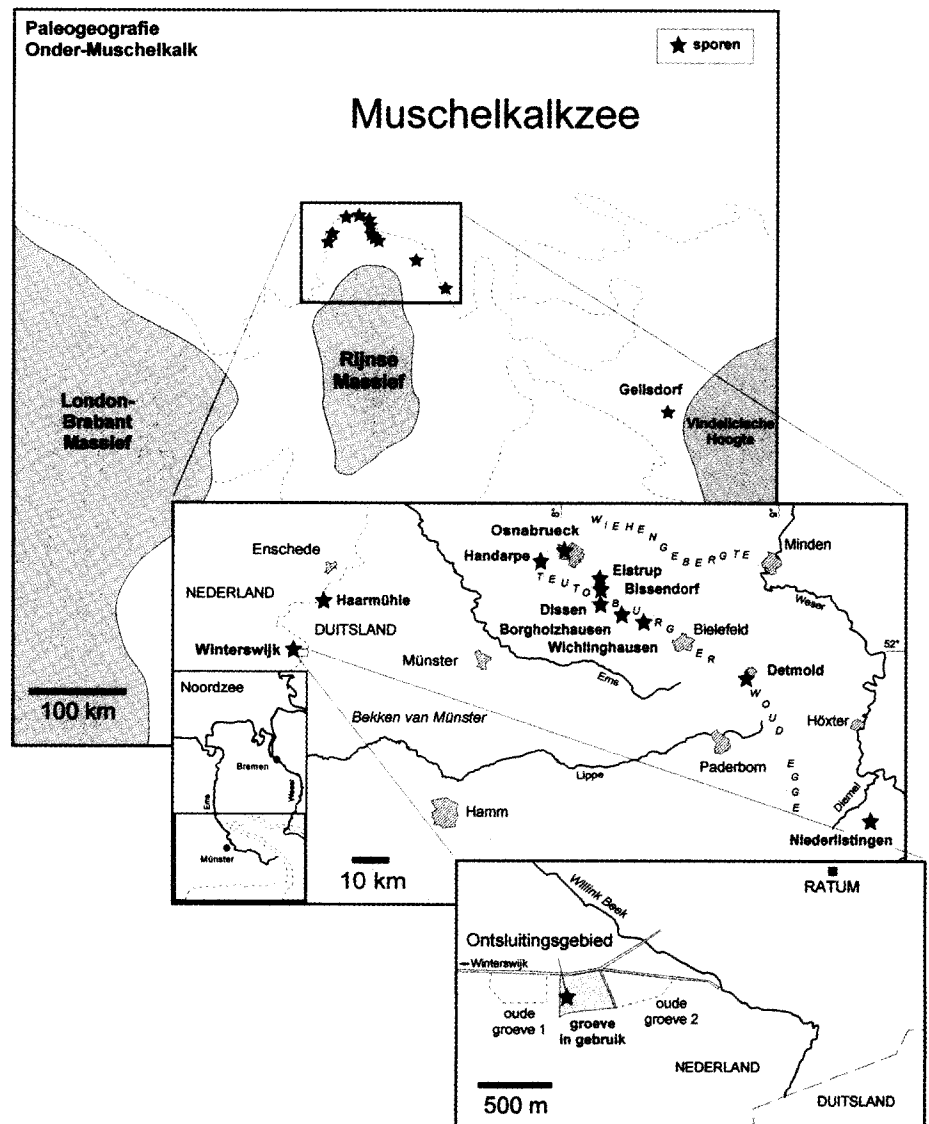 Paleogeografie
Onder-Muschelkalk
★ sporen
Muschelkalkzee
Rijnse
Massief
London-
Brabant
Massief
Geilsdorf
Vindelicische
Hoogte
8°
9°
Osnabrueck
WIEHENGEBERGTE
Minden
Enschede
Handarpe
Elstrup
Bissendorf
TEUTOBURGER WOUD
NEDERLAND
Haarmühle
Dissen
Weser
DUITSLAND
Borgholzhausen
Bielefeld
52°
Winterswijk
Wichlinghausen
Münster
Ems
Detmold
100 km
Noordzee
Bekken van Münster
Höxter
Bremen
Paderborn
EGGE
Lippe
Ems
Weser
Diemel
Hamm
Niederlistingen
Münster
10 km
RATUM
Willink Beek
Ontsluitingsgebied
Winterswijk
oude
groeve 1
groeve
in gebruik
oude
groeve 2
NEDERLAND
500 m
DUITSLAND